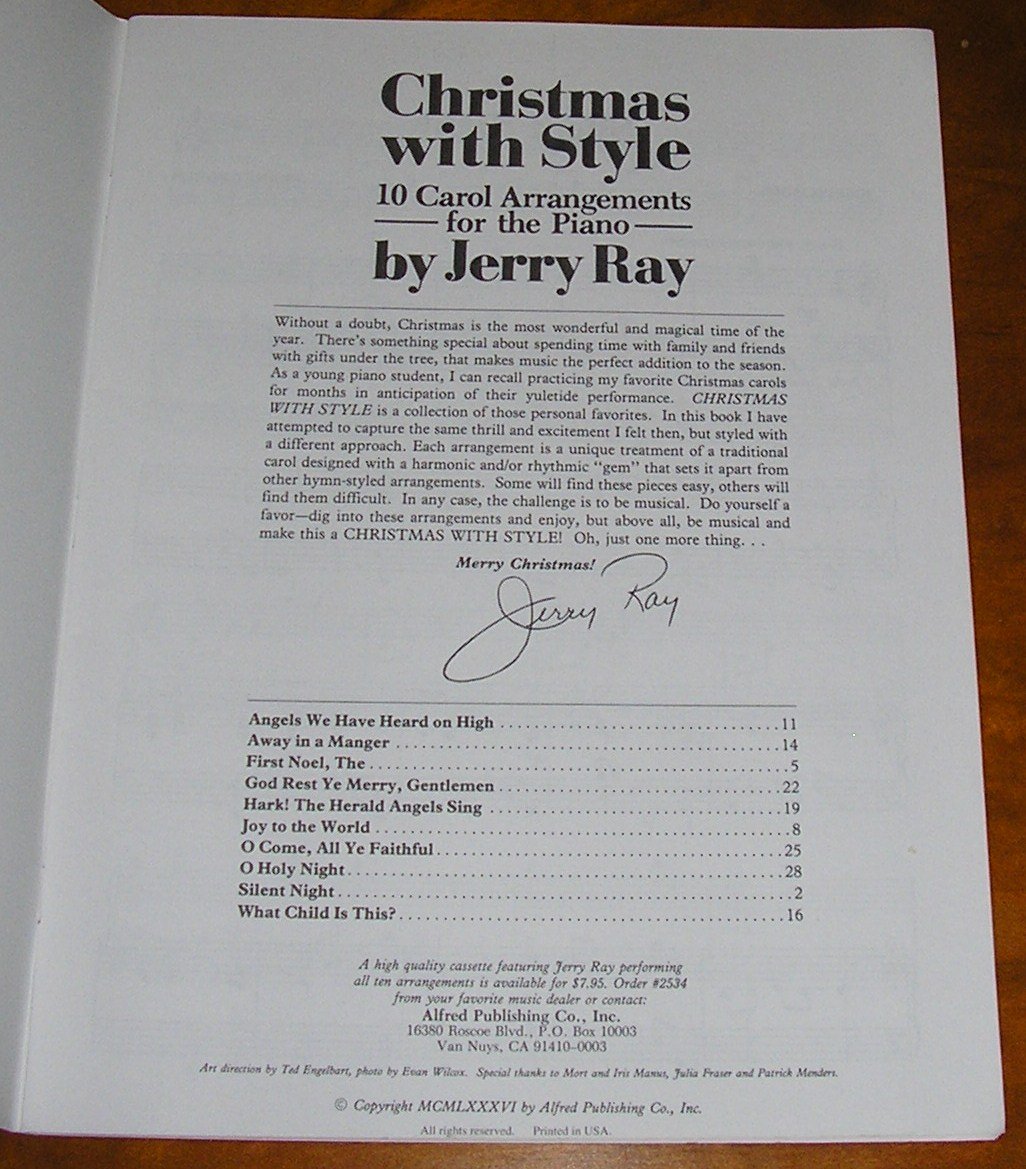 Christmas
with Style
10 Carol Arrangements
for the Piano
by Jerry Ray
Without a doubt, Christmas is the most wonderful and magical time of the
year. There's something special about spending time with family and friends
with gifts under the tree, that makes music the perfect addition to the season.
As a young piano student, I can recall practicing my favorite Christmas carols
for months in anticipation of their yuletide performance. CHRISTMAS
WITH STYLE is a collection of those personal favorites. In this book I have
attempted to capture the same thrill and excitement I felt then, but styled with
a different approach. Each arrangement is a unique treatment of a traditional
carol designed with a harmonic and/or rhythmic "gem" that sets it apart from
other hymn-styled arrangements. Some will find these pieces easy, others will
find them difficult. In any case, the challenge is to be musical. Do yourself a
favor—dig into these arrangements and enjoy, but above all, be musical and
make this a CHRISTMAS WITH STYLE! Oh, just one more thing. . .
Merry Christmas!
Jerry Ray
Angels We Have Heard on High . . . . . . . . . . 11
Away in a Manger . . . . . . . . . . 14
First Noel, The . . . . . . . . . . 5
God Rest Ye Merry, Gentlemen . . . . . . . . . . 22
Hark! The Herald Angels Sing . . . . . . . . . . 19
Joy to the World . . . . . . . . . . 8
O Come, All Ye Faithful . . . . . . . . . . 25
O Holy Night . . . . . . . . . . 28
Silent Night . . . . . . . . . . 2
What Child Is This? . . . . . . . . . . 16
A high quality cassette featuring Jerry Ray performing
all ten arrangements is available for $7.95. Order #2534
from your favorite music dealer or contact:
Alfred Publishing Co., Inc.
16380 Roscoe Blvd., P.O. Box 10003
Van Nuys, CA 91410-0003
Art direction by Ted Engelbart, photo by Evan Wilcox. Special thanks to Mort and Iris Manus, Julia Fraser and Patrick Menders.
© Copyright MCMLXXXVI by Alfred Publishing Co., Inc.
All rights reserved. Printed in USA.